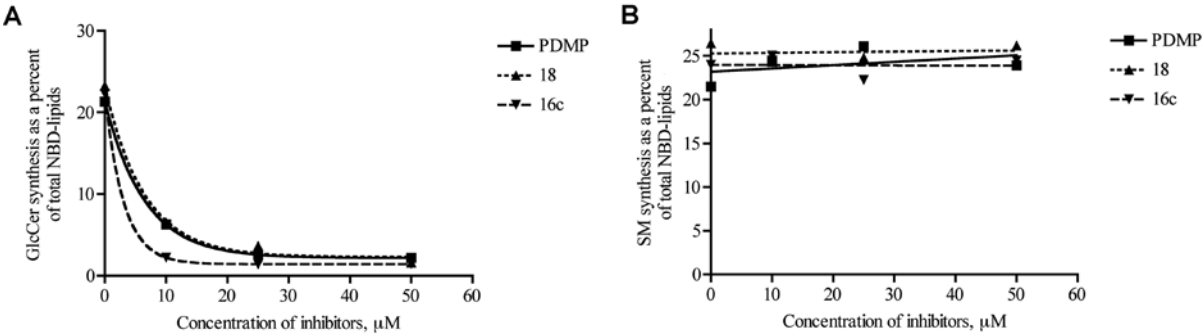 A
GlcCer synthesis as a percent
of total NBD-lipids
30
20
10
0
0 10 20 30 40 50 60
Concentration of inhibitors, μM
PDMP
18
16c
B
SM synthesis as a percent
of total NBD-lipids
25
20
15
10
5
0
0 10 20 30 40 50 60
Concentration of inhibitors, μM
PDMP
18
16c